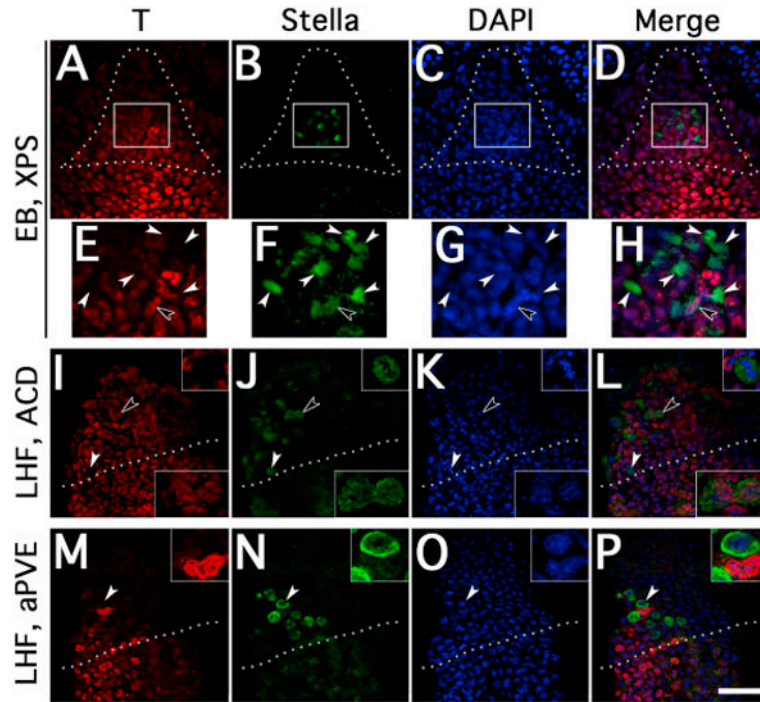 T Stella DAPI Merge
EB, XPS
A B C D
E F G H
LHF, ACD
I J K L
LHF, aPVE
M N O P